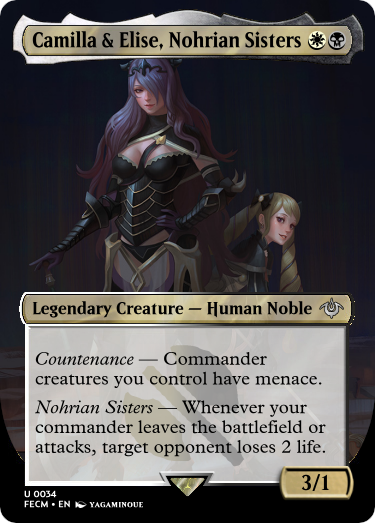 Camilla & Elise, Nohrian Sisters
Legendary Creature — Human Noble
Countenance — Commander
creatures you control have menace.
Nohrian Sisters — Whenever your
commander leaves the battlefield or
attacks, target opponent loses 2 life.
3/1
U 0034
FECM • EN YAGAMINOUE